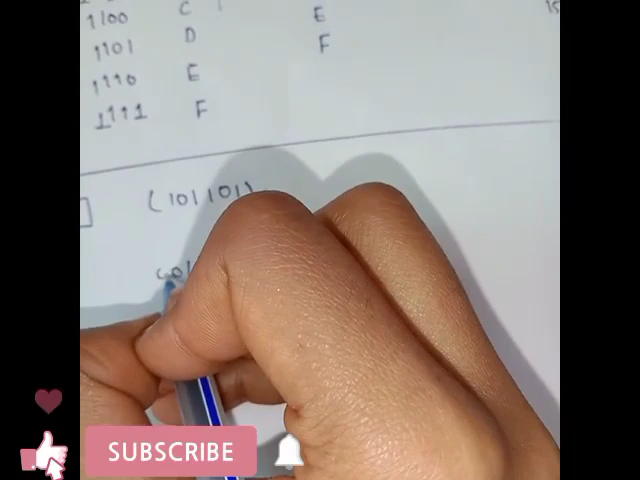 1100 C E
1101 D F
1110 E
1111 F
(101101)
SUBSCRIBE